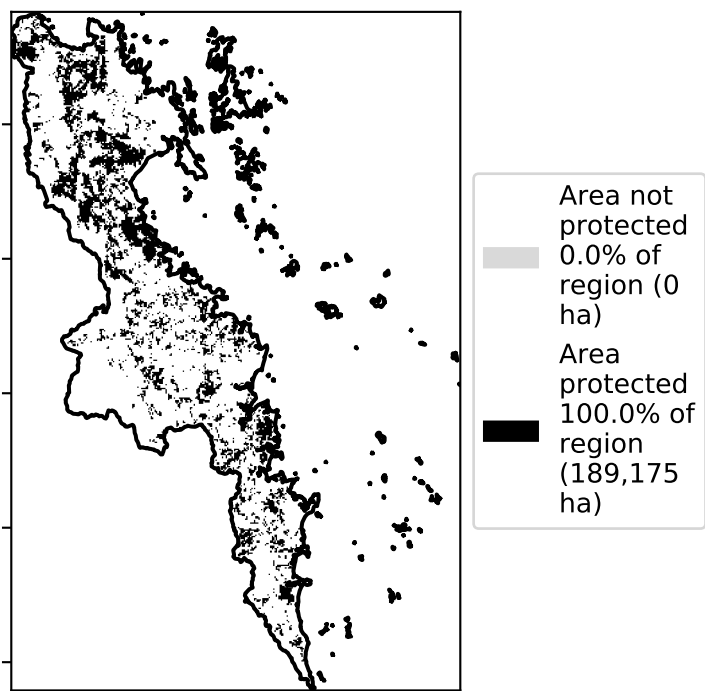 Area not
protected
0.0% of
region (0
ha)
Area
protected
100.0% of
region
(189,175
ha)